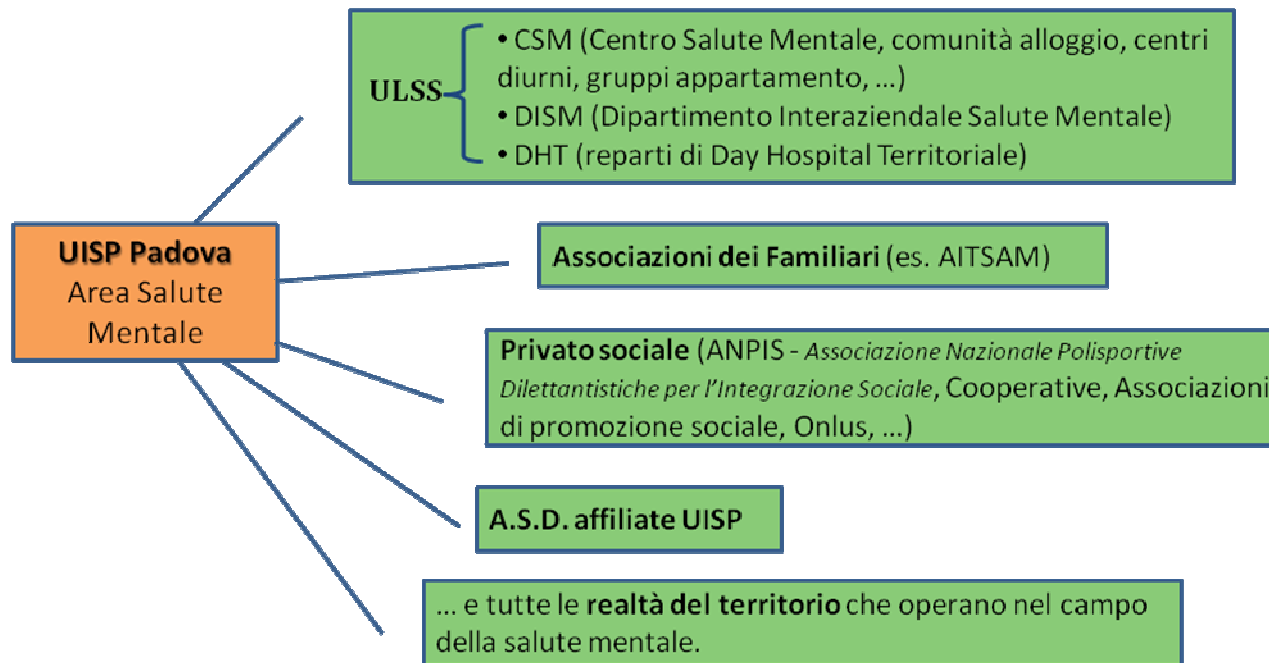 • CSM (Centro Salute Mentale, comunità alloggio, centri
diurni, gruppi appartamento, ...)
ULSS
• DISM (Dipartimento Interaziendale Salute Mentale)
• DHT (reparti di Day Hospital Territoriale)
UISP Padova
Area Salute
Mentale
Associazioni dei Familiari (es. AITSAM)
Privato sociale (ANPIS - Associazione Nazionale Polisportive
Dilettantistiche per l'Integrazione Sociale, Cooperative, Associazioni
di promozione sociale, Onlus, ...)
A.S.D. affiliate UISP
... e tutte le realtà del territorio che operano nel campo
della salute mentale.